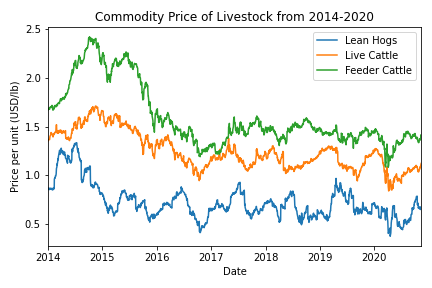 Commodity Price of Livestock from 2014-2020
Lean Hogs
Live Cattle
Feeder Cattle
Price per unit (USD/lb)
2.5
2.0
1.5
1.0
0.5
2014
2015
2016
2017
2018
2019
2020
Date